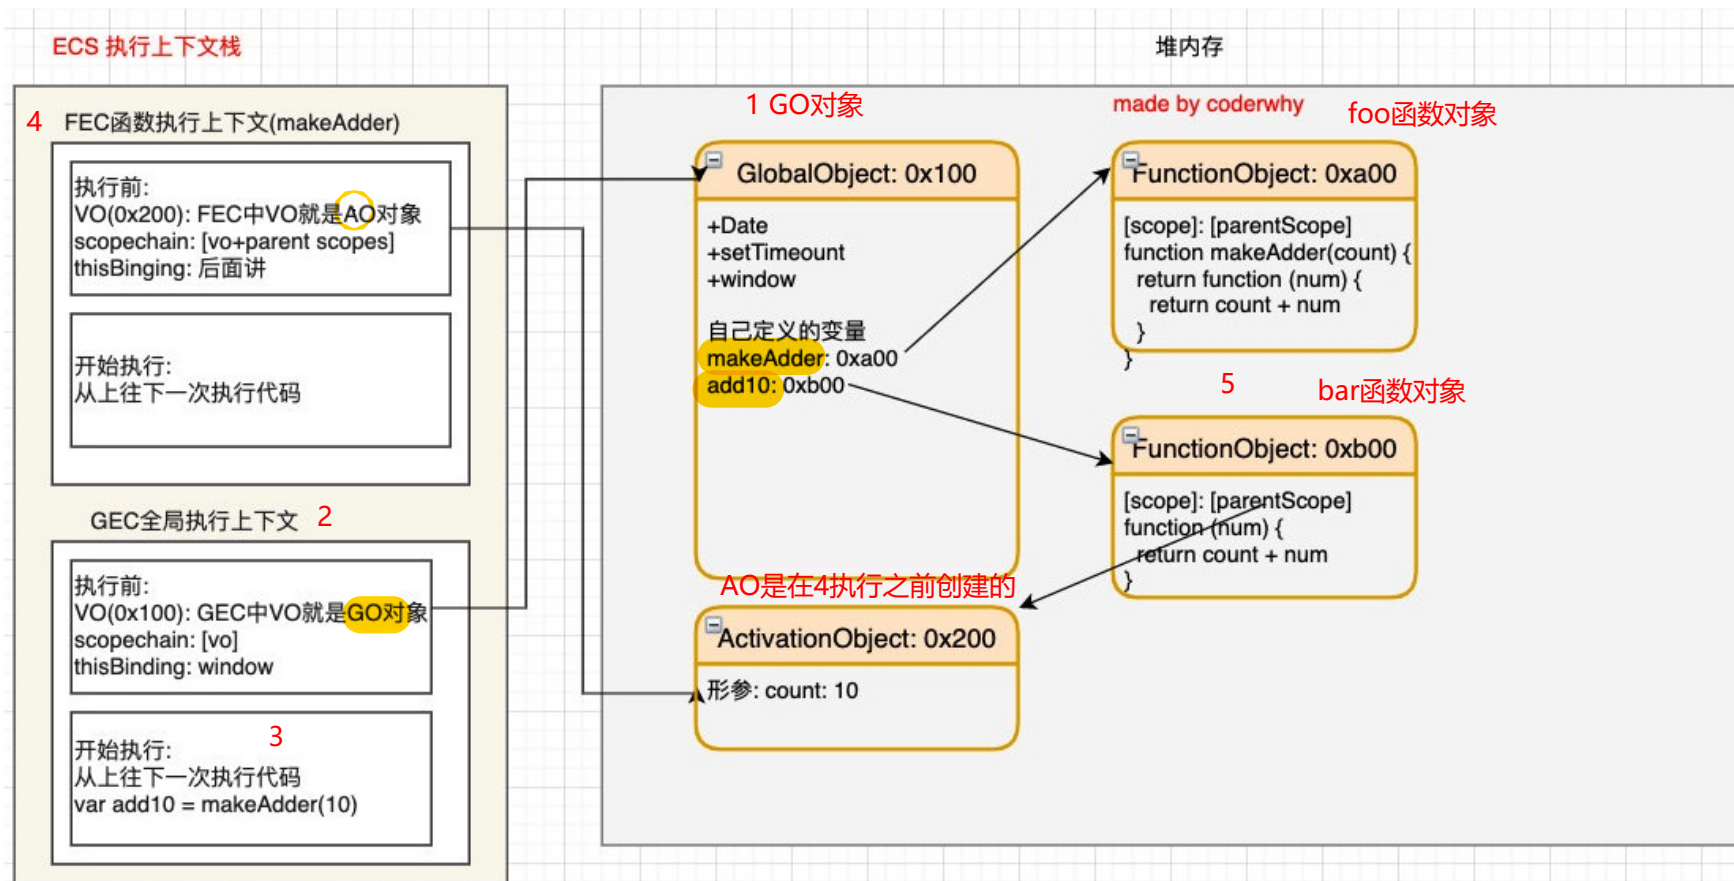 ECS 执行上下文栈
4 FEC函数执行上下文(makeAdder)
执行前:
VO(0x200): FEC中VO就是AO对象
scopechain: [vo+parent scopes]
thisBinging: 后面讲
开始执行:
从上往下一次执行代码
GEC全局执行上下文 2
执行前:
VO(0x100): GEC中VO就是GO对象
scopechain: [vo]
thisBinding: window
3
开始执行:
从上往下一次执行代码
var add10 = makeAdder(10)
堆内存
1 GO对象
GlobalObject: 0x100
+Date
+setTimeount
+window
自己定义的变量
makeAdder: 0xa00
add10: 0xb00
AO是在4执行之前创建的
ActivationObject: 0x200
形参: count: 10
made by coderwhy
foo函数对象
FunctionObject: 0xa00
[scope]: [parentScope]
function makeAdder(count) {
return function (num) {
return count + num
}
}
5 bar函数对象
FunctionObject: 0xb00
[scope]: [parentScope]
function (num) {
return count + num
}